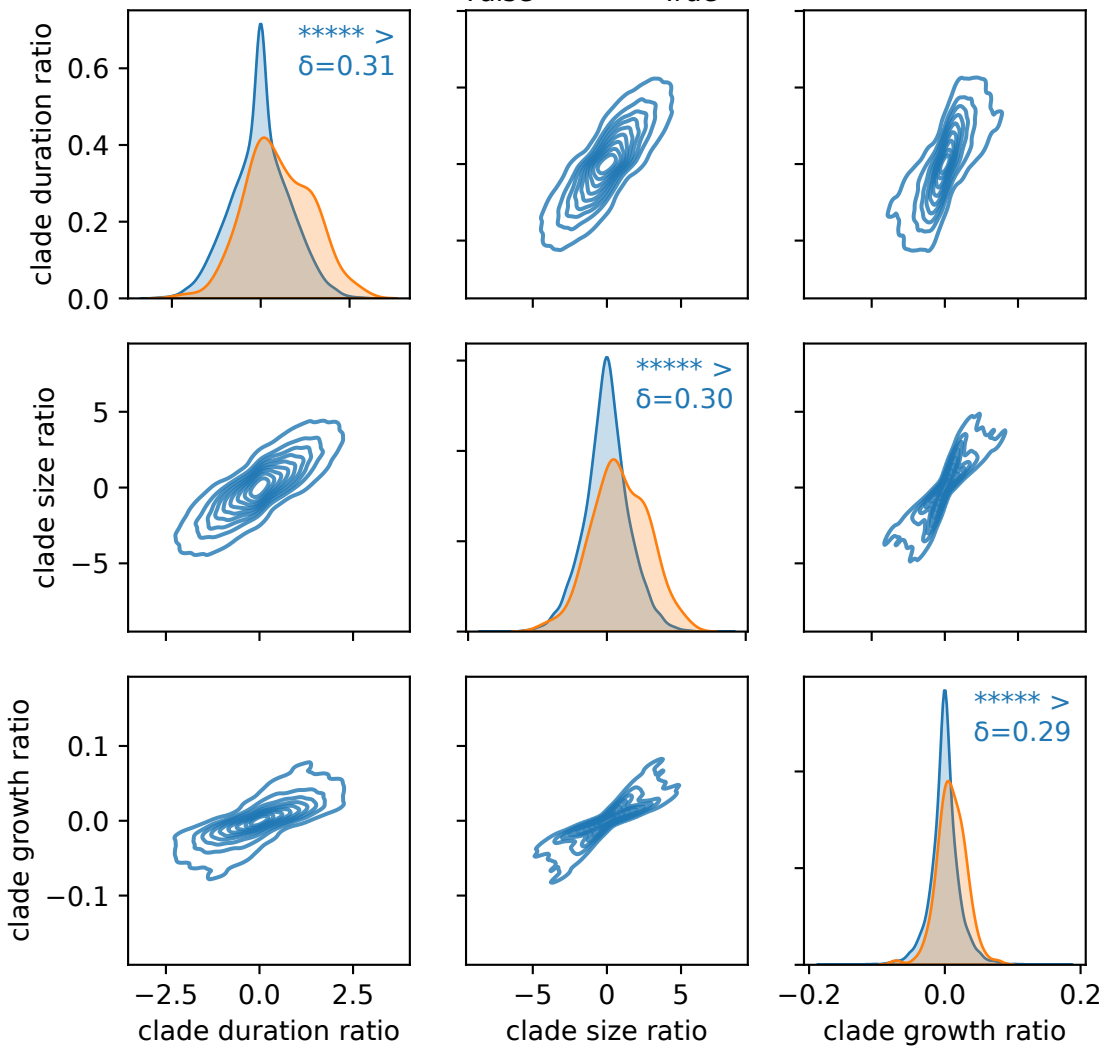 ***** >
δ=0.31
clade duration ratio
0.6
0.4
0.2
0.0
***** >
δ=0.30
clade size ratio
5
0
−5
***** >
δ=0.29
clade growth ratio
0.1
0.0
−0.1
−2.5 0.0 2.5
−5 0 5
−0.2 0.0 0.2
clade duration ratio
clade size ratio
clade growth ratio